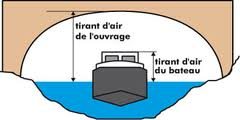 tirant d'air
de l'ouvrage
tirant d'air
du bateau